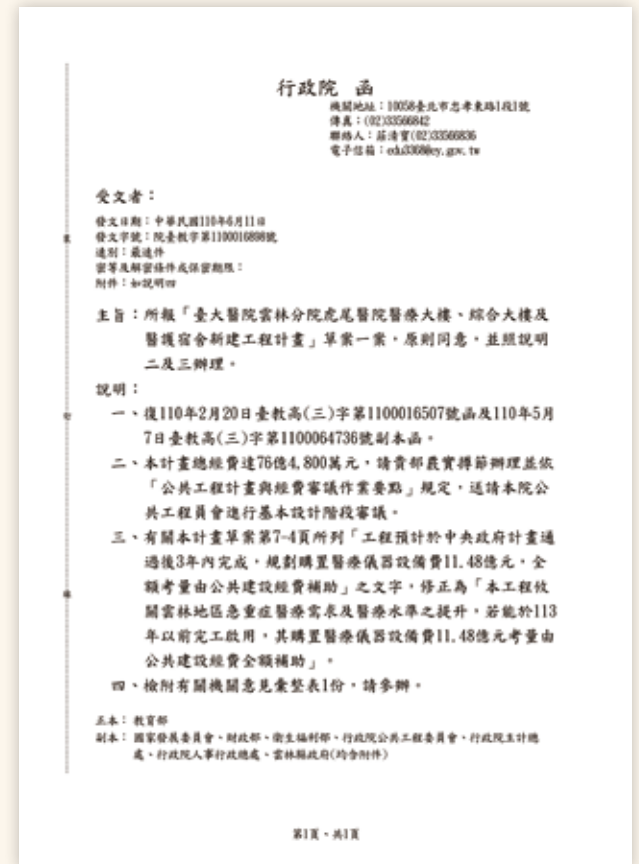 行政院 函
機關地址：10058臺北市忠孝東路1段1號
傳真：(02)33566842
聯絡人：莊清寶(02)33566836
電子信箱：edu3368@ey.gov.tw
受文者：
發文日期：中華民國110年6月11日
發文字號：院臺教字第1100016898號
速別：最速件
密等及解密條件或保密期限：
附件：如說明四
裝
主旨：所報「臺大醫院雲林分院虎尾醫院醫療大樓、綜合大樓及
醫護宿舍新建工程計畫」草案一案，原則同意，並照說明
二及三辦理。
說明：
一、復110年2月20日臺教高(三)字第1100016507號函及110年5月
訂
7日臺教高(三)字第1100064736號副本函。
二、本計畫總經費達76億4,800萬元，請貴部覈實撙節辦理並依
「公共工程計畫與經費審議作業要點」規定，送請本院公
共工程員會進行基本設計階段審議。
三、有關本計畫草案第7-4頁所列「工程預計於中央政府計畫通
過後3年內完成，規劃購置醫療儀器設備費11.48億元，全
額考量由公共建設經費補助」之文字，修正為「本工程攸
線
關雲林地區急重症醫療需求及醫療水準之提升，若能於113
年以前完工啟用，其購置醫療儀器設備費11.48億元考量由
公共建設經費全額補助」。
四、檢附有關機關意見彙整表1份，請參辦。
正本：教育部
副本：國家發展委員會、財政部、衛生福利部、行政院公共工程委員會、行政院主計總
處、行政院人事行政總處、雲林縣政府(均含附件)
第1頁，共1頁